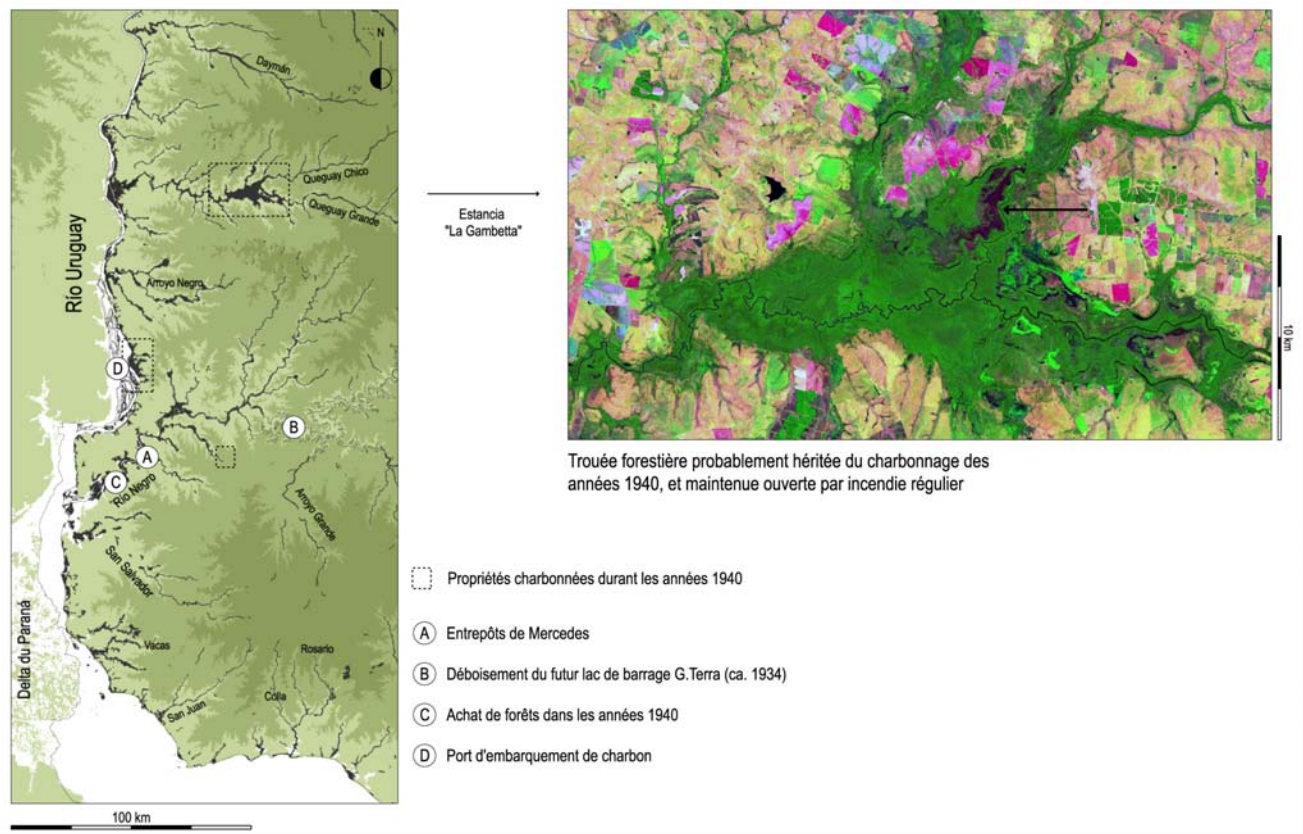 N
Daymán
Queguay Chico
Queguay Grande
Río Uruguay
Arroyo Negro
D
B
A
C
Río Negro
Arroyo Grande
San Salvador
Delta du Paraná
Vacas
Rosario
Colla
San Juan
100 km
Estancia
"La Gambetta"
10 km
Trouée forestière probablement héritée du charbonnage des
années 1940, et maintenue ouverte par incendie régulier
Propriétés charbonnées durant les années 1940
A Entrepôts de Mercedes
B Déboisement du futur lac de barrage G.Terra (ca. 1934)
C Achat de forêts dans les années 1940
D Port d'embarquement de charbon